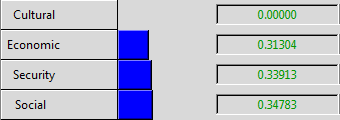 Cultural 0.00000
Economic 0.31304
Security 0.33913
Social 0.34783